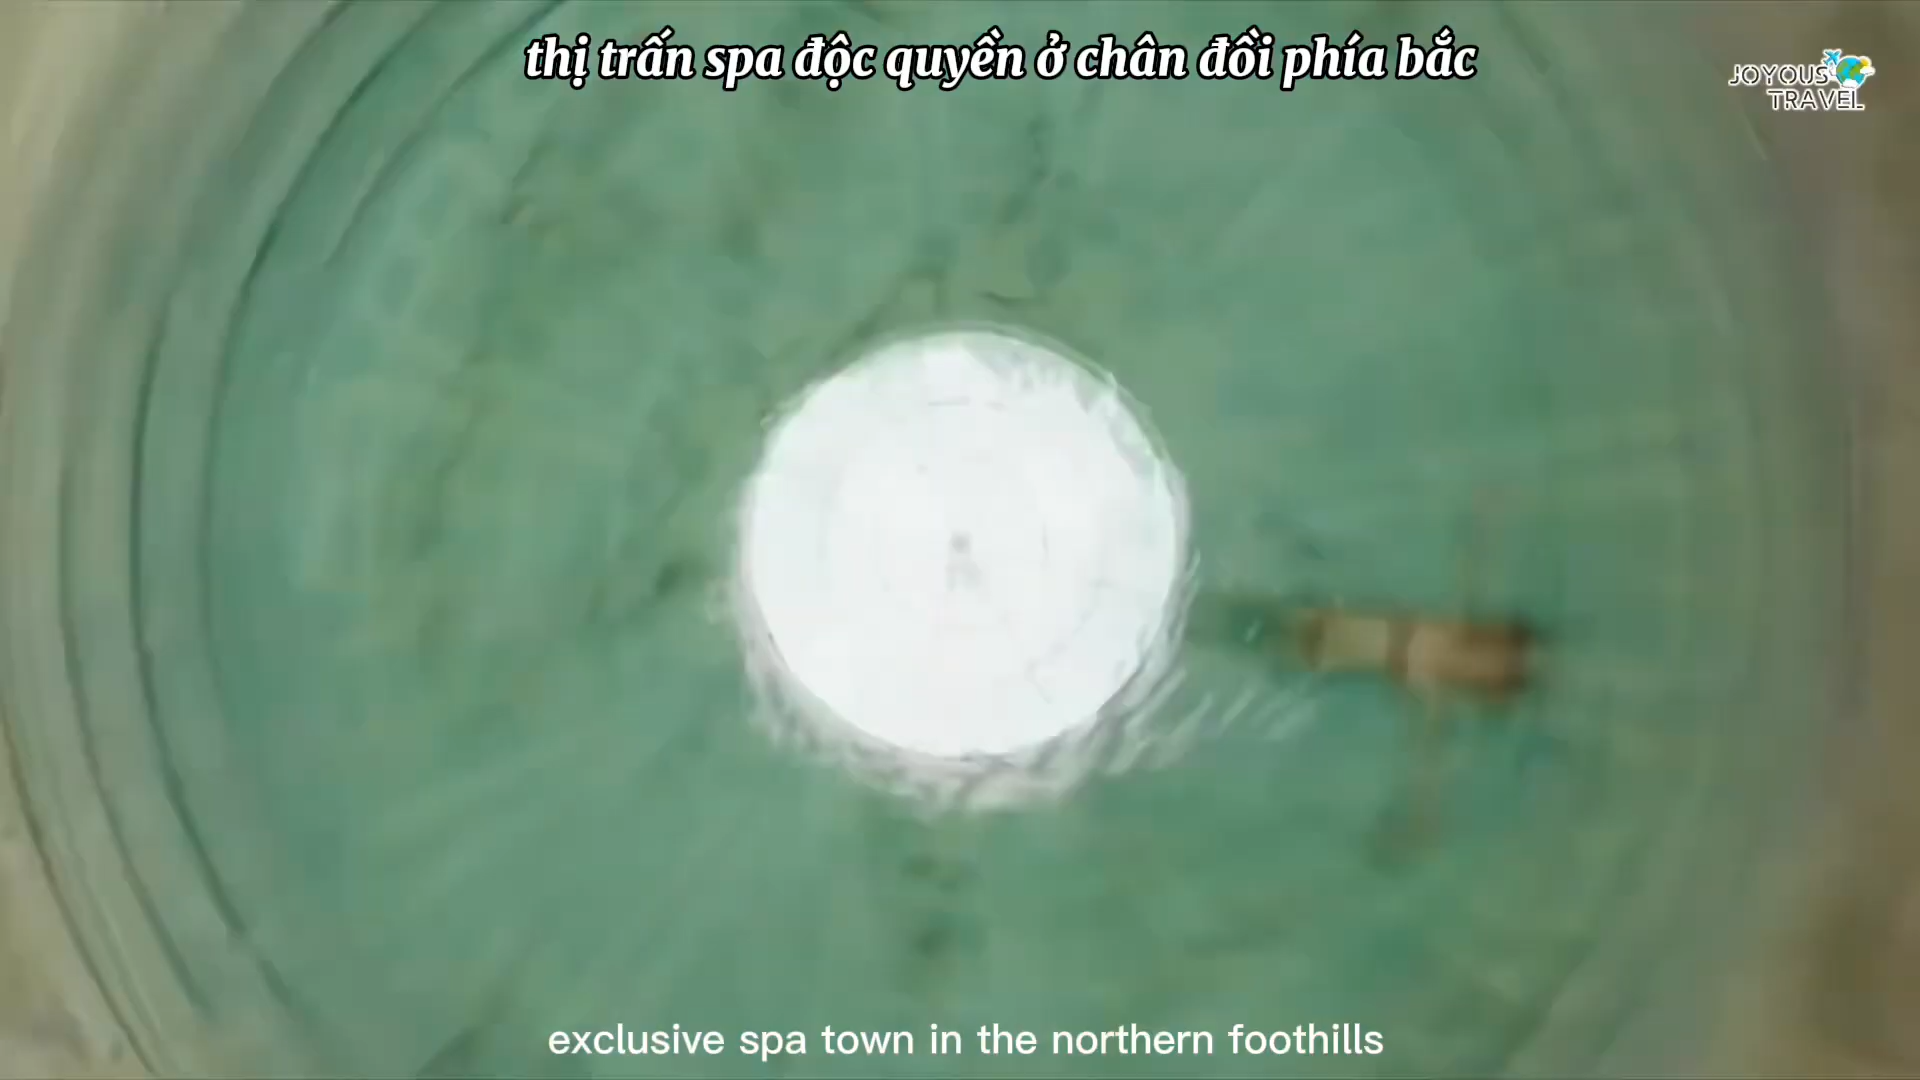 thị trấn spa độc quyền ở chân đồi phía bắc
JOYOUS
TRAVEL
exclusive spa town in the northern foothills